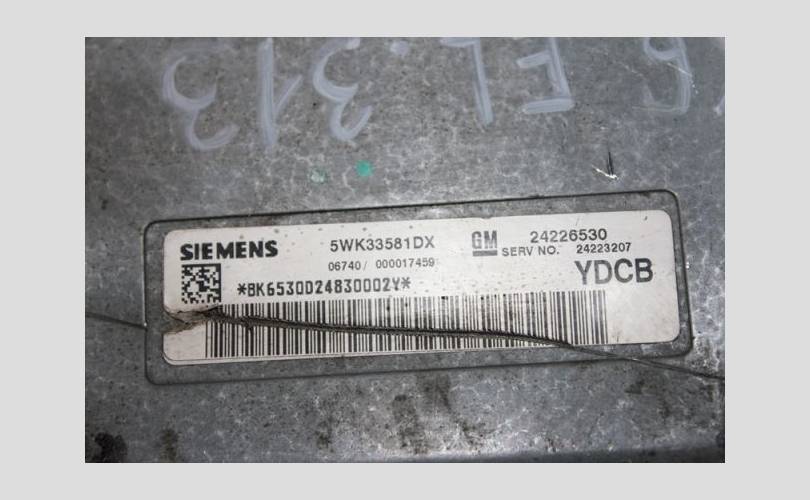 SIEMENS 5WK33581DX GM 24226530
SERV NO. 24223207
06740/ 000017459
YDCB
*BK6530D24830002Y*